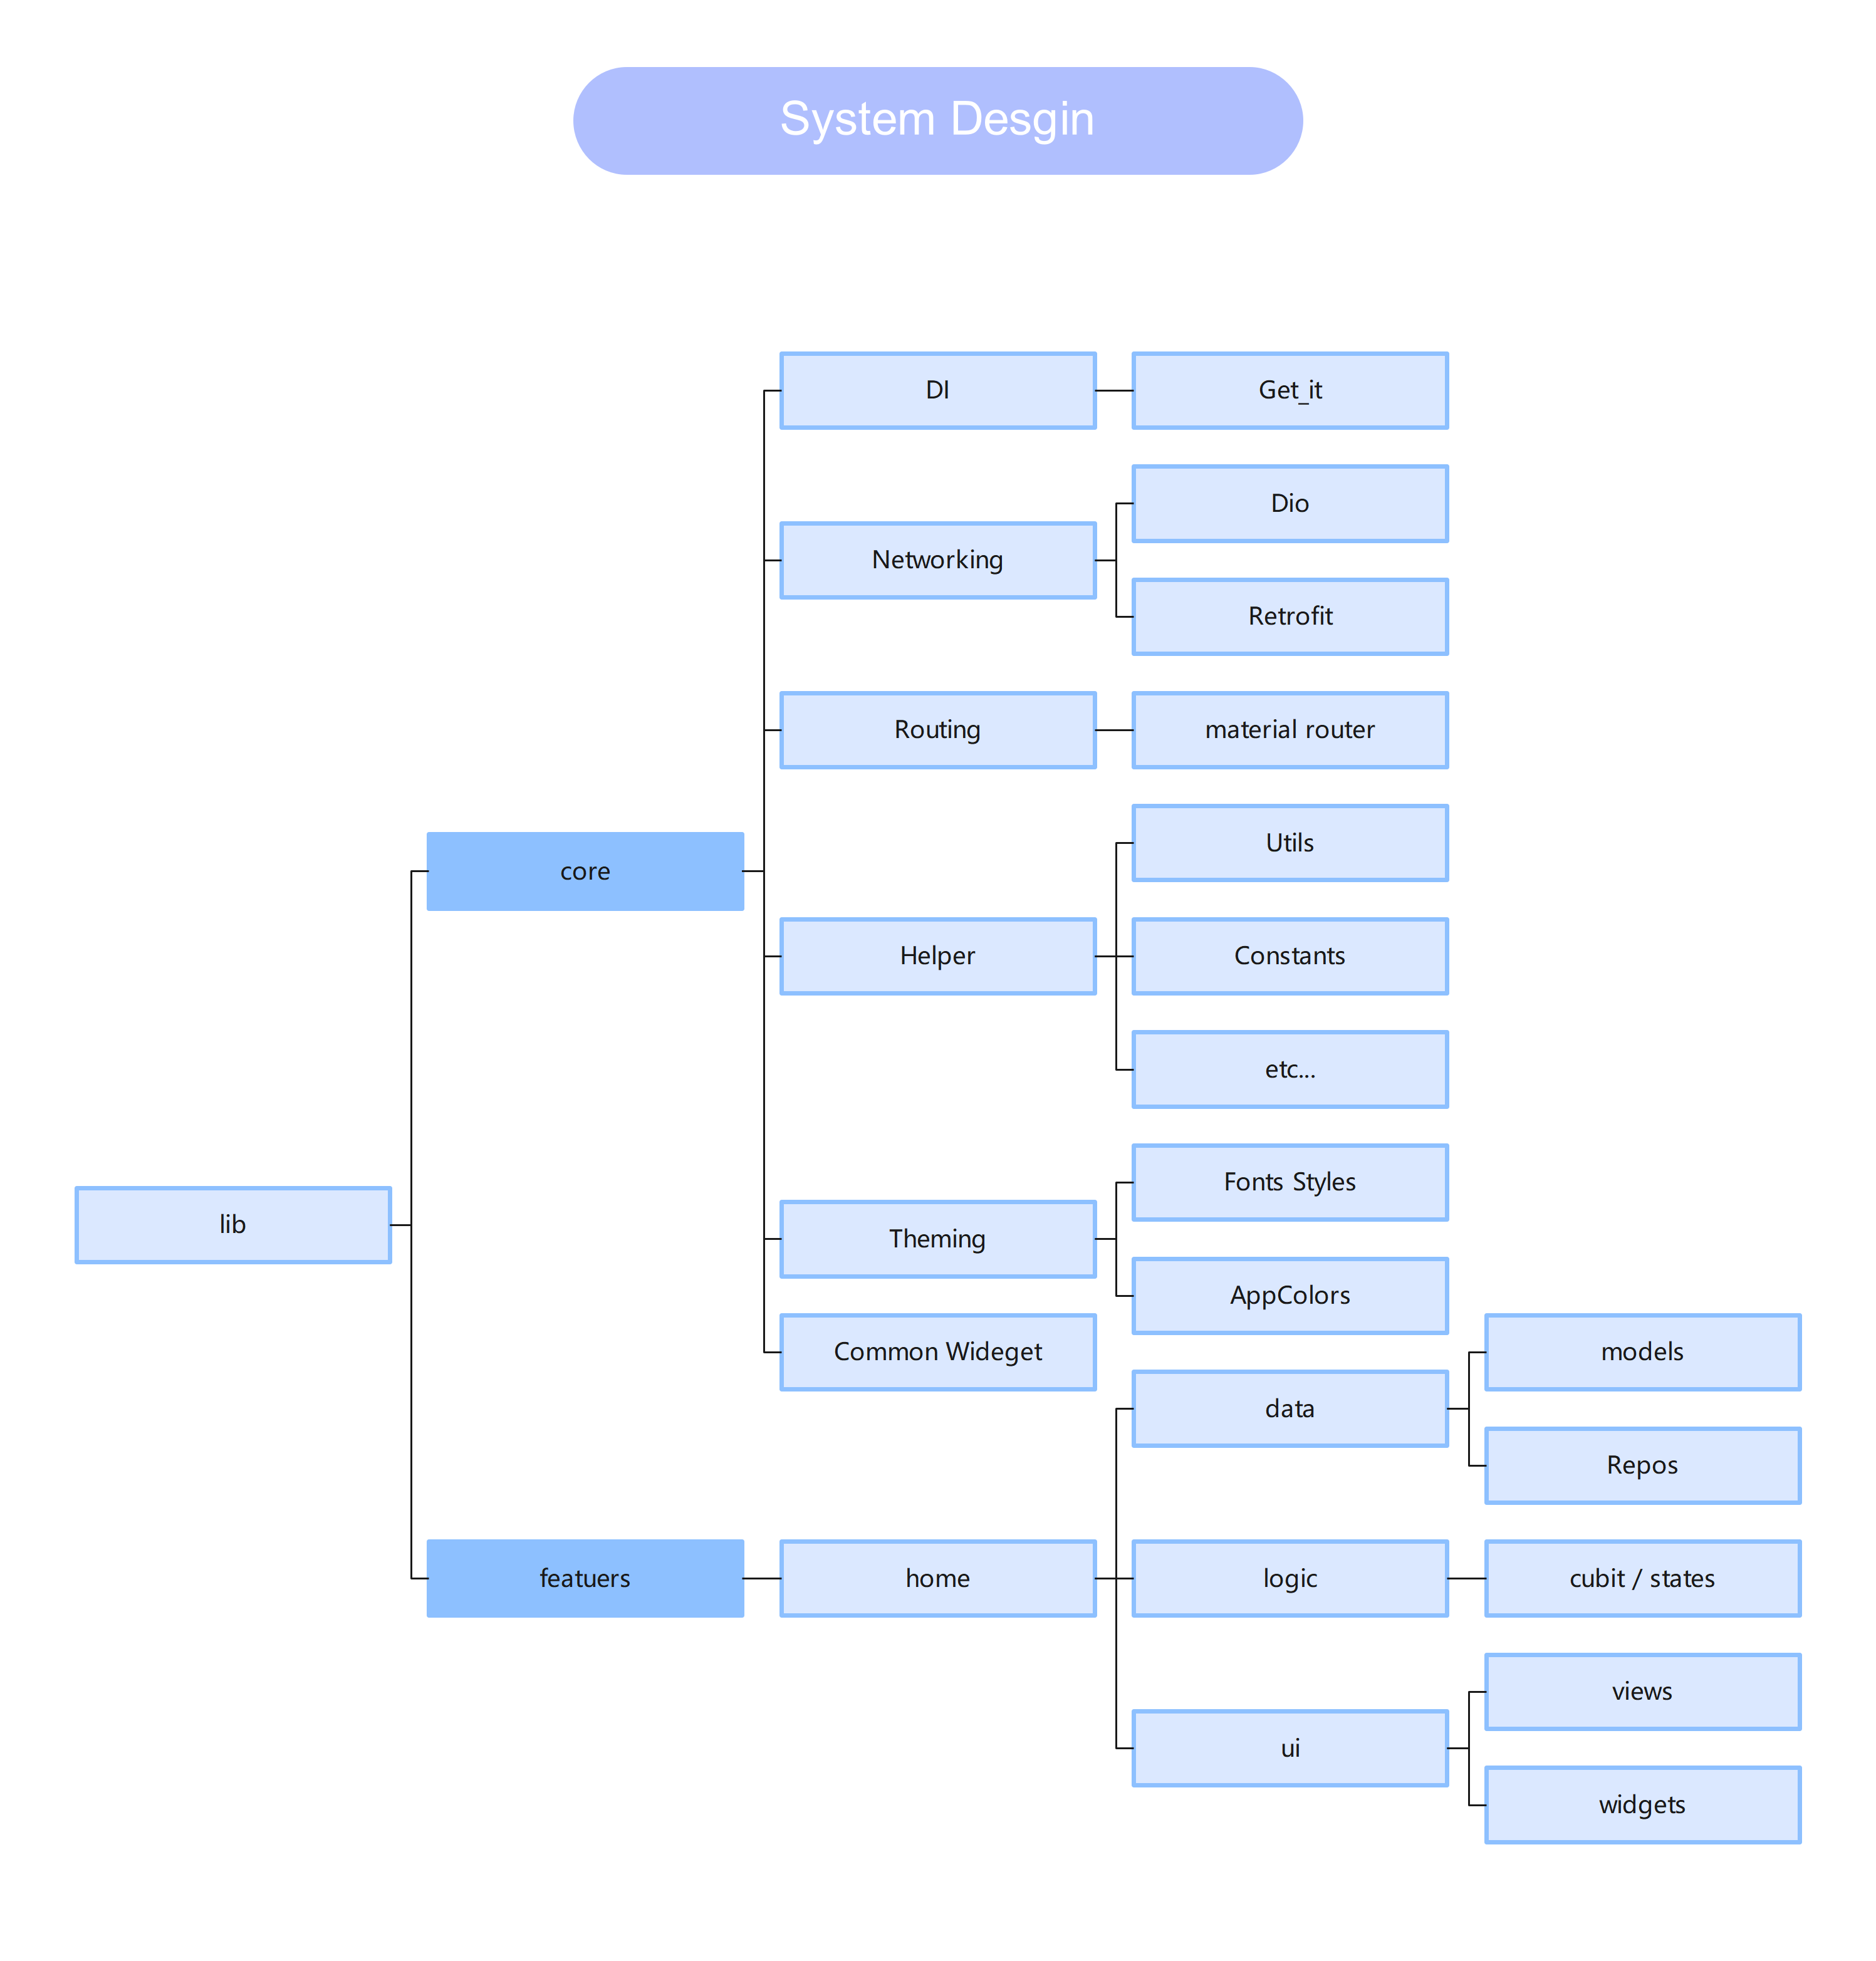 System Desgin
DI
Get_it
Dio
Networking
Retrofit
Routing
material router
Utils
core
Helper
Constants
etc...
Fonts Styles
lib
Theming
AppColors
Common Wideget
models
data
Repos
featuers
home
logic
cubit / states
views
ui
widgets